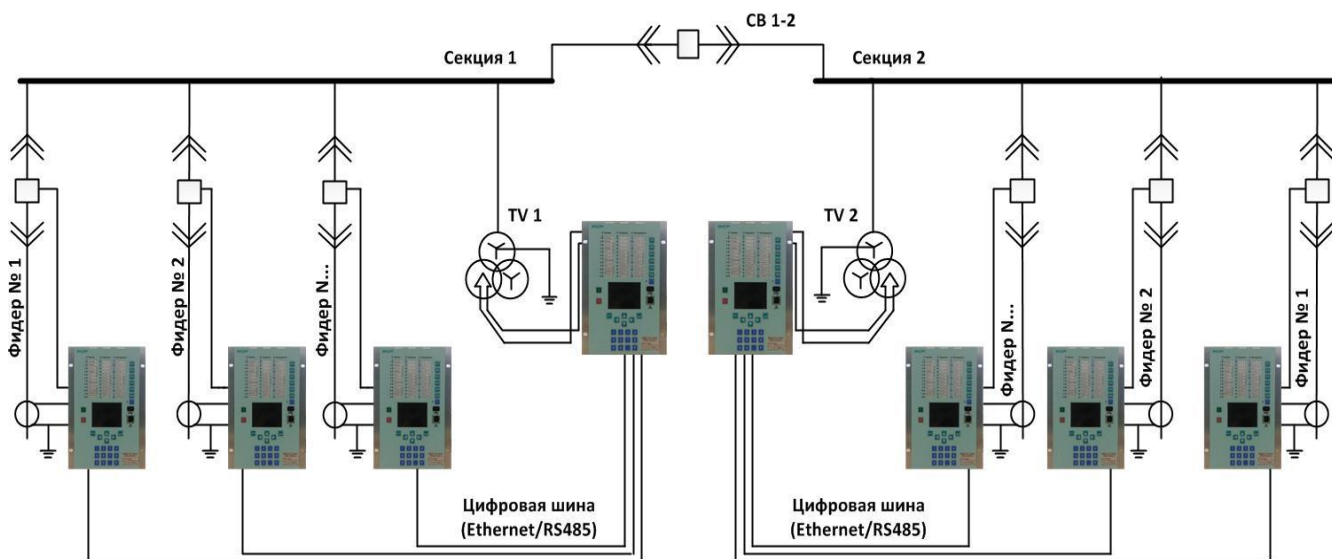 СВ 1-2
Секция 1
Секция 2
TV 1
TV 2
Фидер № 1
Фидер № 2
Фидер N...
Фидер N...
Фидер № 2
Фидер № 1
Цифровая шина
(Ethernet/RS485)
Цифровая шина
(Ethernet/RS485)